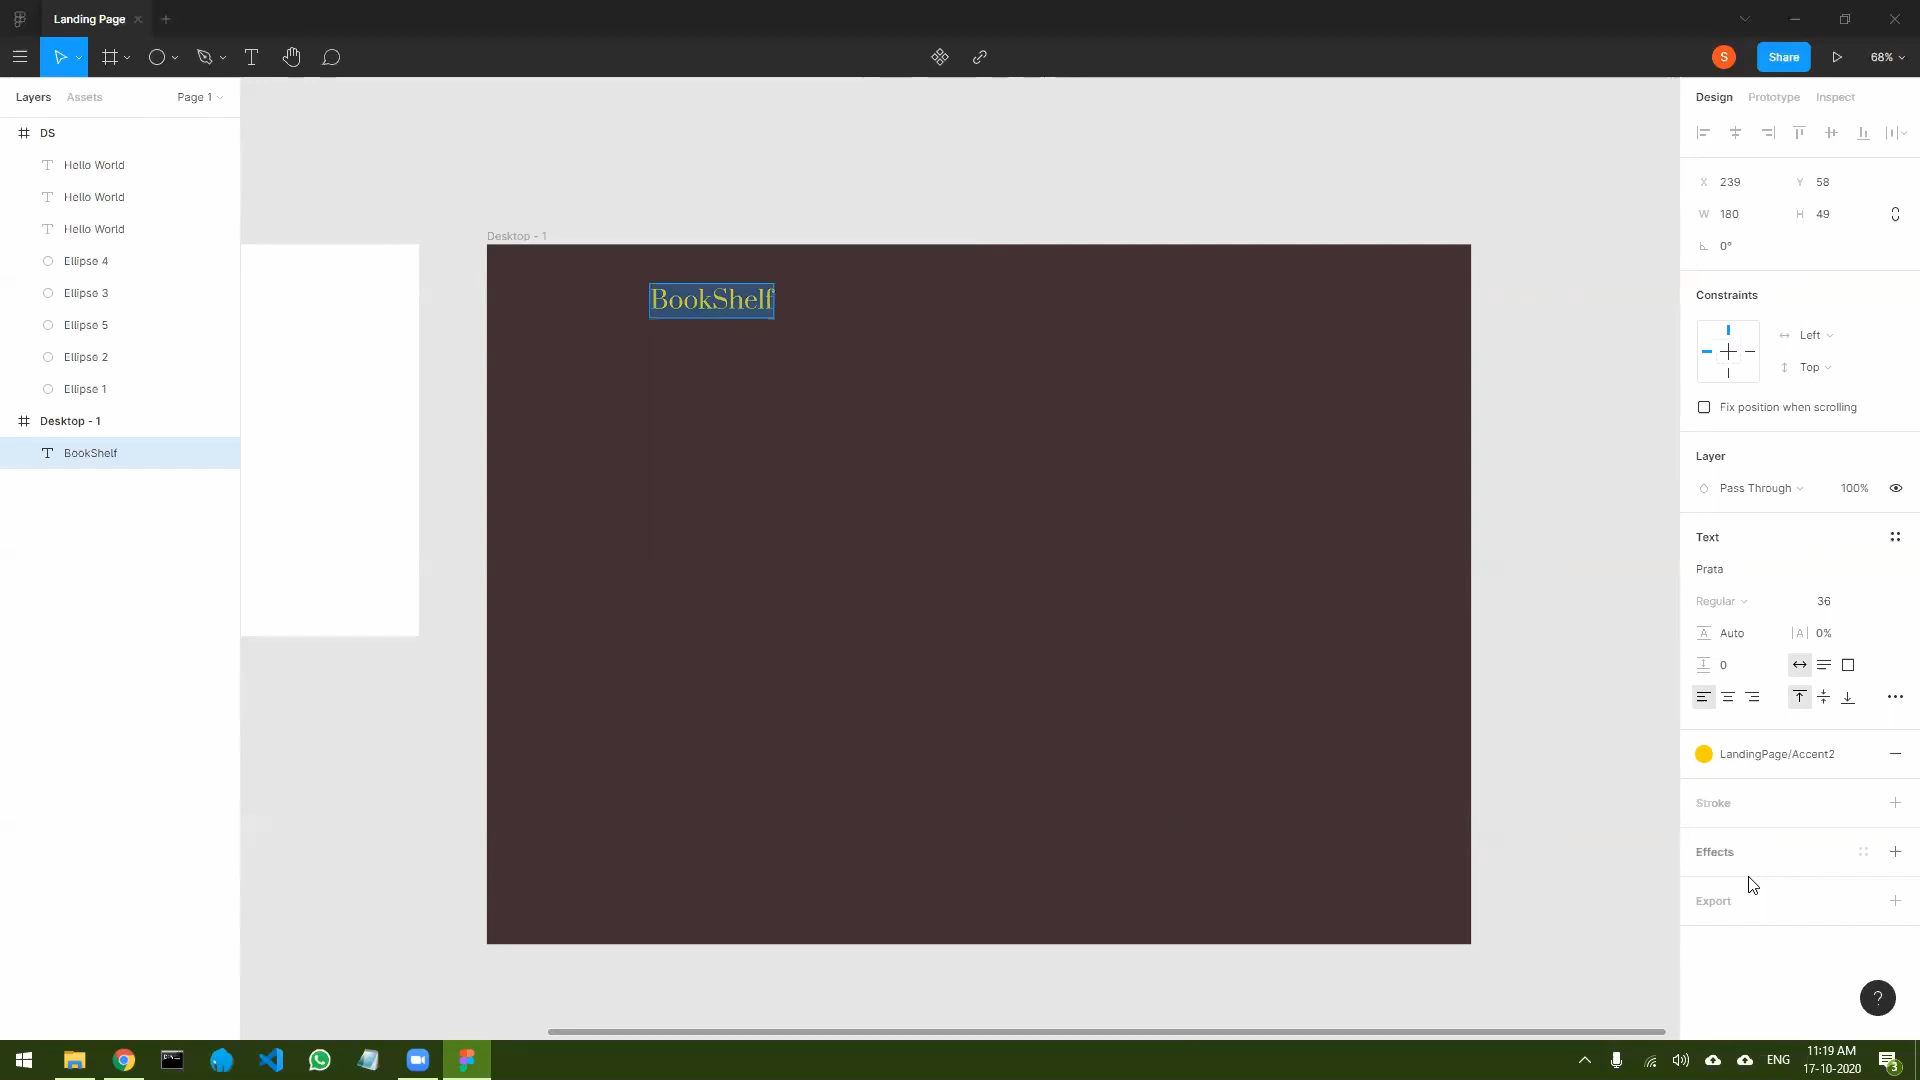 Landing Page
Share
68%
Layers
Assets
Page 1
DS
Hello World
Hello World
Hello World
Ellipse 4
Ellipse 3
Ellipse 5
Ellipse 2
Ellipse 1
Desktop - 1
BookShelf
Desktop - 1
BookShelf
S
Design
Prototype
Inspect
X 239
Y 58
W 180
H 49
0°
Constraints
Left
Top
Fix position when scrolling
Layer
Pass Through
100%
Text
Prata
Regular
36
A Auto
|A| 0%
0
LandingPage/Accent2
Stroke
Effects
Export
?
ENG
11:19 AM
17-10-2020
3